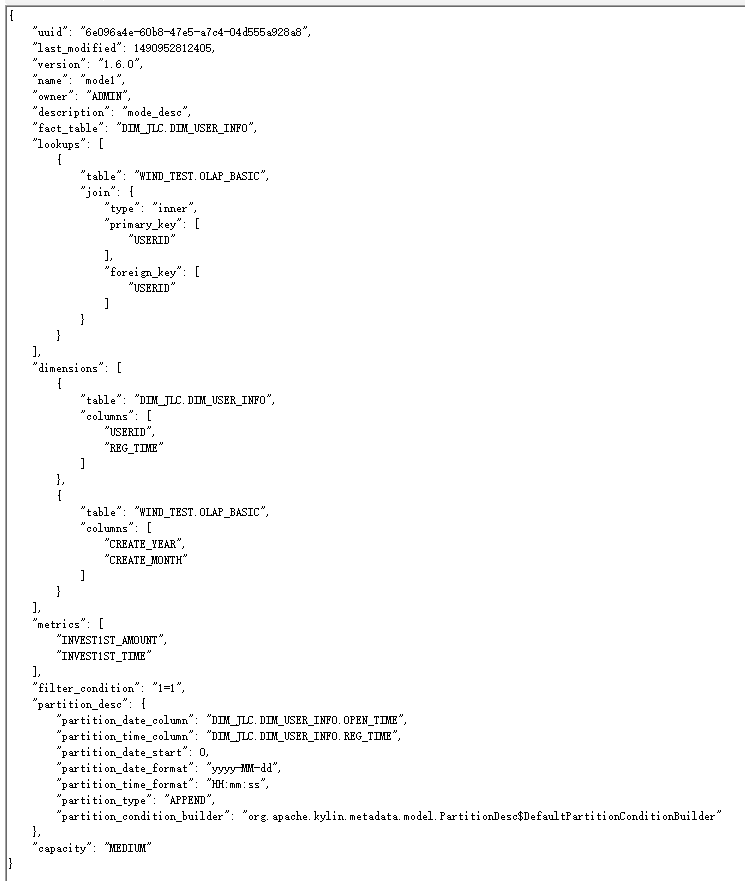 {
    "uuid": "6e096a4e-60b8-47e5-a7c4-04d555a928a8",
    "last_modified": 1490952812405,
    "version": "1.6.0",
    "name": "mode1",
    "owner": "ADMIN",
    "description": "mode_desc",
    "fact_table": "DIM_JLC.DIM_USER_INFO",
    "lookups": [
        {
            "table": "WIND_TEST.OLAP_BASIC",
            "join": {
                "type": "inner",
                "primary_key": [
                    "USERID"
                ],
                "foreign_key": [
                    "USERID"
                ]
            }
        }
    ],
    "dimensions": [
        {
            "table": "DIM_JLC.DIM_USER_INFO",
            "columns": [
                "USERID",
                "REG_TIME"
            ]
        },
        {
            "table": "WIND_TEST.OLAP_BASIC",
            "columns": [
                "CREATE_YEAR",
                "CREATE_MONTH"
            ]
        }
    ],
    "metrics": [
        "INVEST1ST_AMOUNT",
        "INVEST1ST_TIME"
    ],
    "filter_condition": "1=1",
    "partition_desc": {
        "partition_date_column": "DIM_JLC.DIM_USER_INFO.OPEN_TIME",
        "partition_time_column": "DIM_JLC.DIM_USER_INFO.REG_TIME",
        "partition_date_start": 0,
        "partition_date_format": "yyyy-MM-dd",
        "partition_time_format": "HH:mm:ss",
        "partition_type": "APPEND",
        "partition_condition_builder": "org.apache.kylin.metadata.model.PartitionDesc$DefaultPartitionConditionBuilder"
    },
    "capacity": "MEDIUM"
}